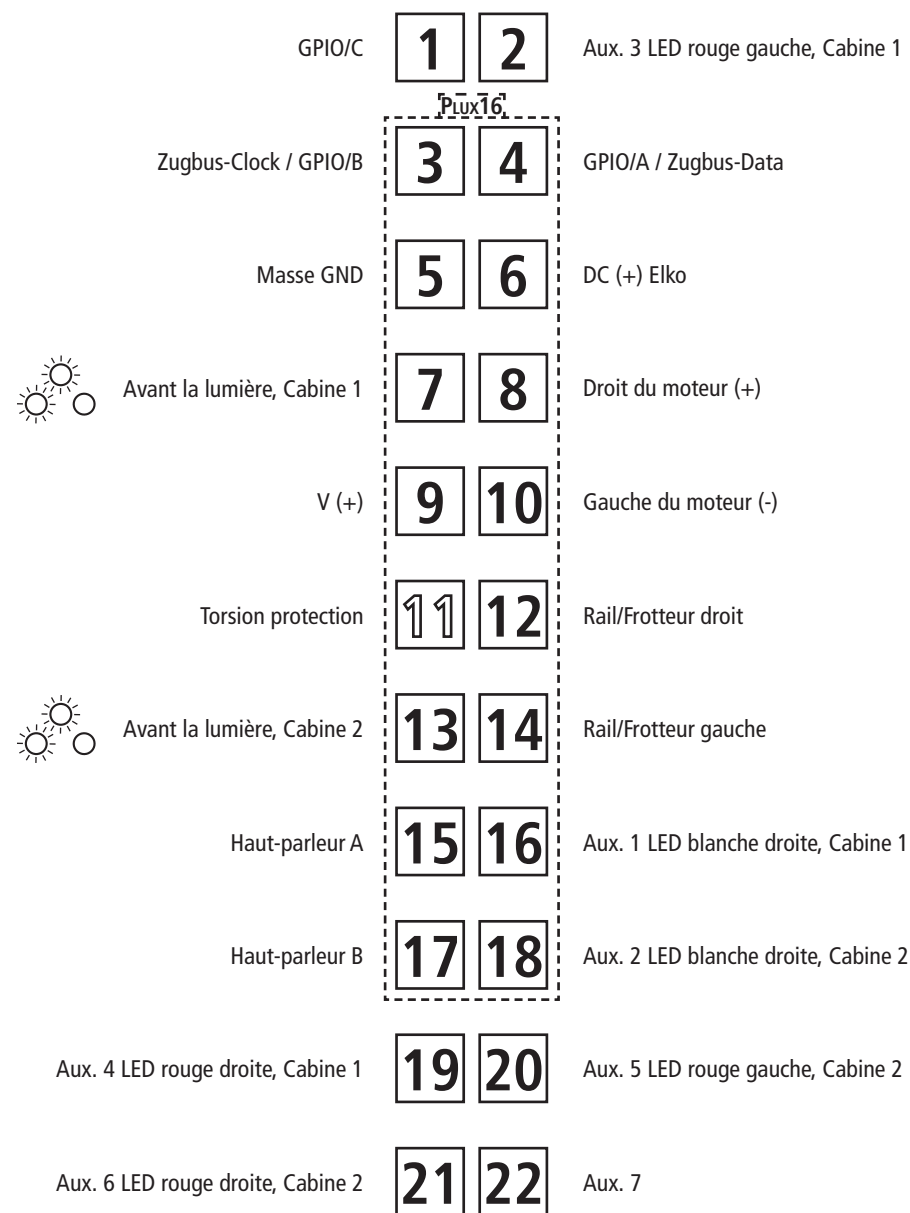 GPIO/C 1 2 Aux. 3 LED rouge gauche, Cabine 1
PLUX16
Zugbus-Clock / GPIO/B 3 4 GPIO/A / Zugbus-Data
Masse GND 5 6 DC (+) Elko
Avant la lumière, Cabine 1 7 8 Droit du moteur (+)
V (+) 9 10 Gauche du moteur (-)
Torsion protection 11 12 Rail/Frotteur droit
Avant la lumière, Cabine 2 13 14 Rail/Frotteur gauche
Haut-parleur A 15 16 Aux. 1 LED blanche droite, Cabine 1
Haut-parleur B 17 18 Aux. 2 LED blanche droite, Cabine 2
Aux. 4 LED rouge droite, Cabine 1 19 20 Aux. 5 LED rouge gauche, Cabine 2
Aux. 6 LED rouge droite, Cabine 2 21 22 Aux. 7